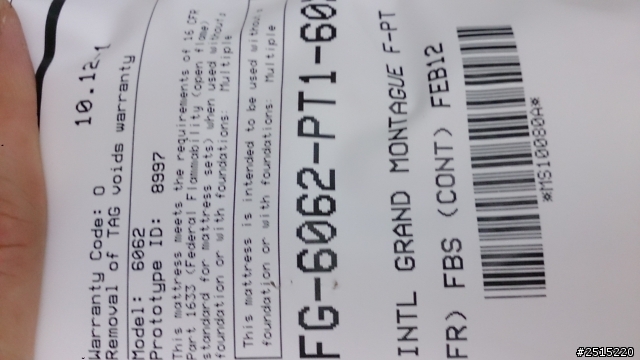 10.12.1
Warranty Code: O
Removal of TAG voids warranty
Model: 6062
Prototype ID: 8997
This mattress meets the requirements of 16 CFR
Part 1633 (Federal Flammability (open flame)
standard for mattress sets) when used without
foundation or with foundations: Multiple
This mattress is intended to be used without
foundation or with foundations: Multiple
FG-6062-PT1-60
INTL GRAND MONTAGUE F-PT
FR) FBS (CONT) FEB12
*MS10080A*
#2515220